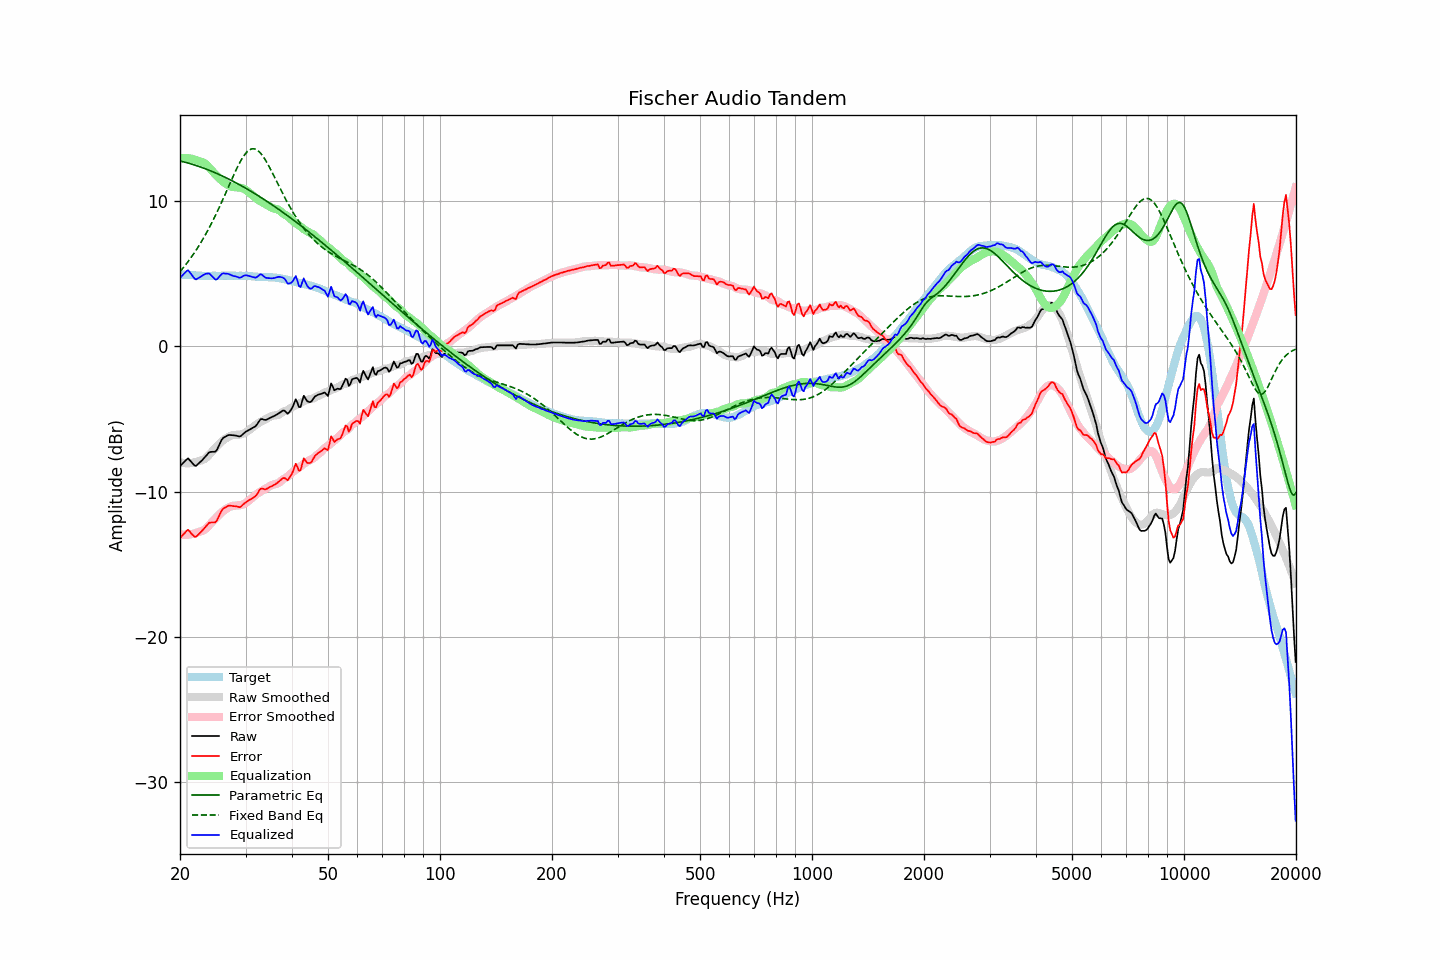 Fischer Audio Tandem
Amplitude (dBr)
10
0
−10
−20
−30
Target
Raw Smoothed
Error Smoothed
Raw
Error
Equalization
Parametric Eq
Fixed Band Eq
Equalized
20 50 100 200 500 1000 2000 5000 10000 20000
Frequency (Hz)